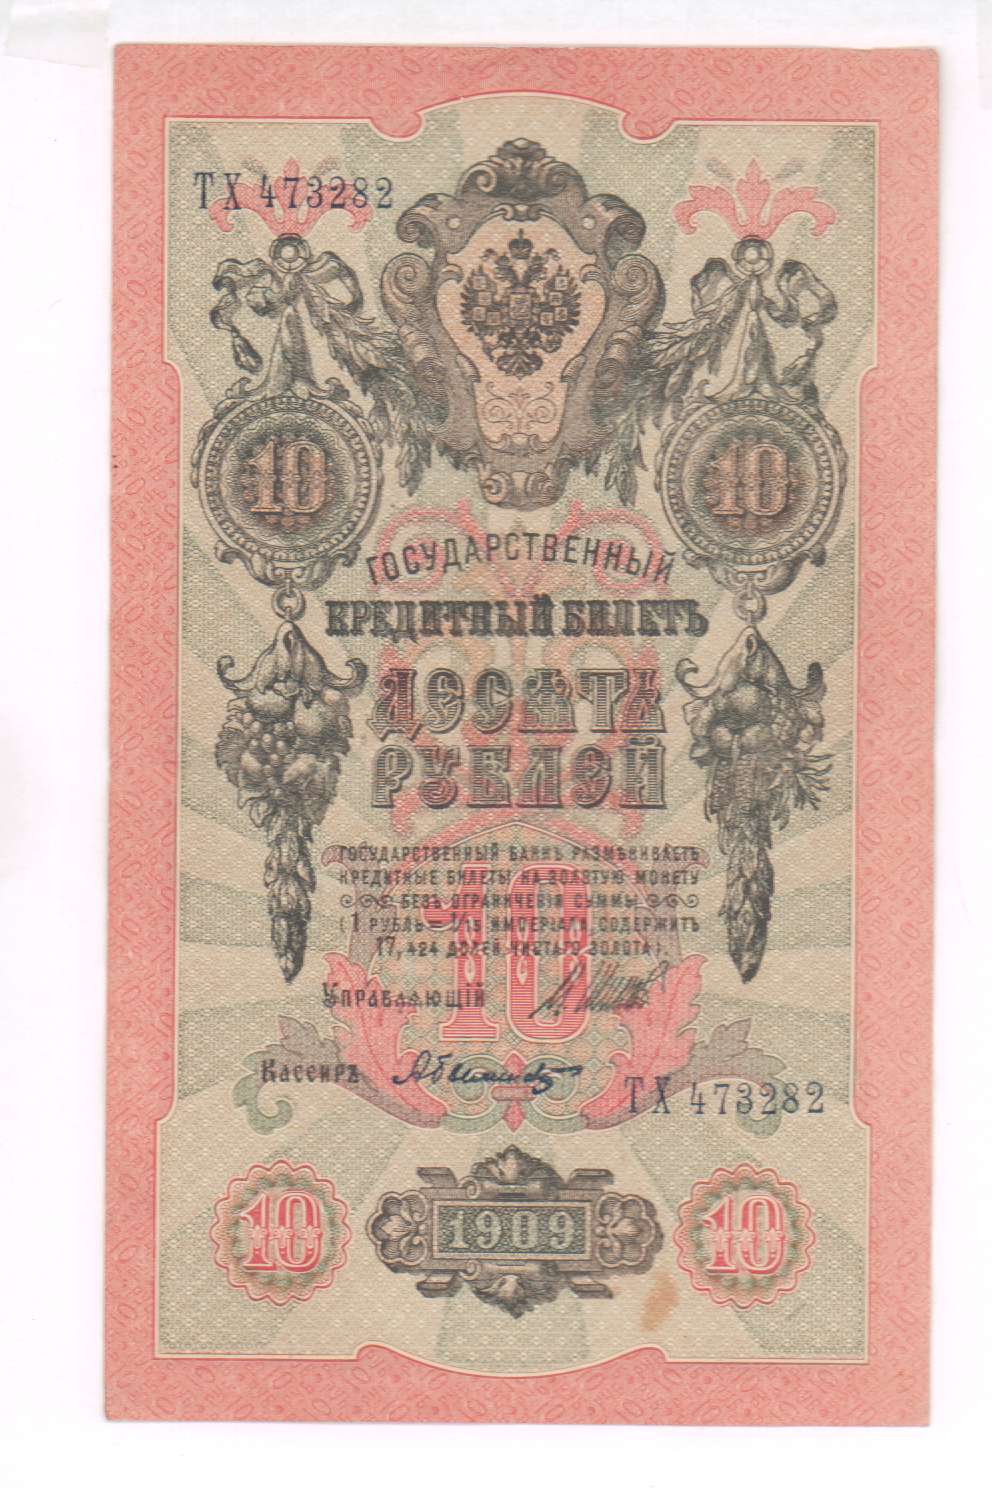 ТХ 473282
10 10
ГОСУДАРСТВЕННЫЙ
КРЕДИТНЫЙ БИЛЕТЪ
ДЕСЯТЬ
РУБЛЕЙ
ГОСУДАРСТВЕННЫЙ БАНКЪ РАЗМѢНИВАЕТЪ
КРЕДИТНЫЕ БИЛЕТЫ НА ЗОЛОТУЮ МОНЕТУ
БЕЗЪ ОГРАНИЧЕНІЯ СУММЫ
(1 РУБЛЬ = 1/15 ИМПЕРІАЛА, СОДЕРЖИТЪ
17,424 ДОЛЕЙ ЧИСТАГО ЗОЛОТА).
10
УПРАВЛЯЮЩІЙ
КАССИРЪ
ТХ 473282
10 1909 10